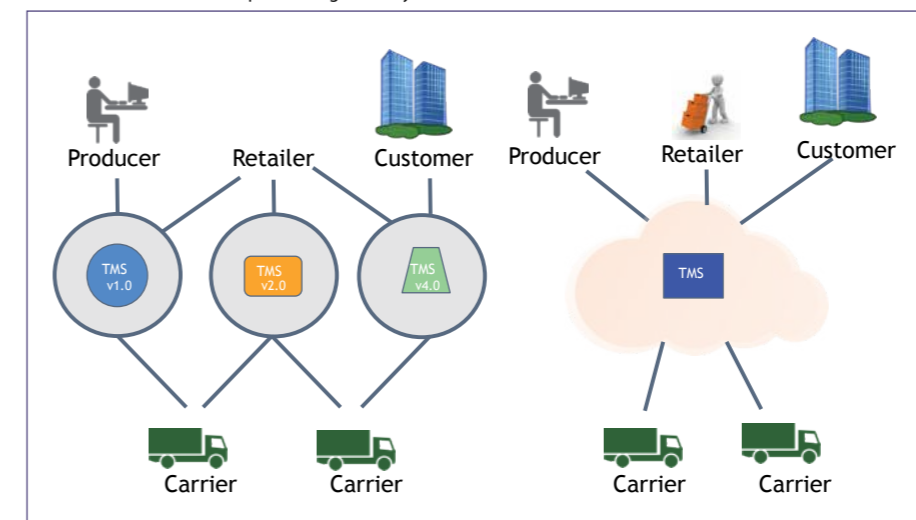 Producer Retailer Customer Producer Retailer Customer
TMS
v1.0
TMS
v2.0
TMS
v4.0
TMS
Carrier Carrier Carrier Carrier